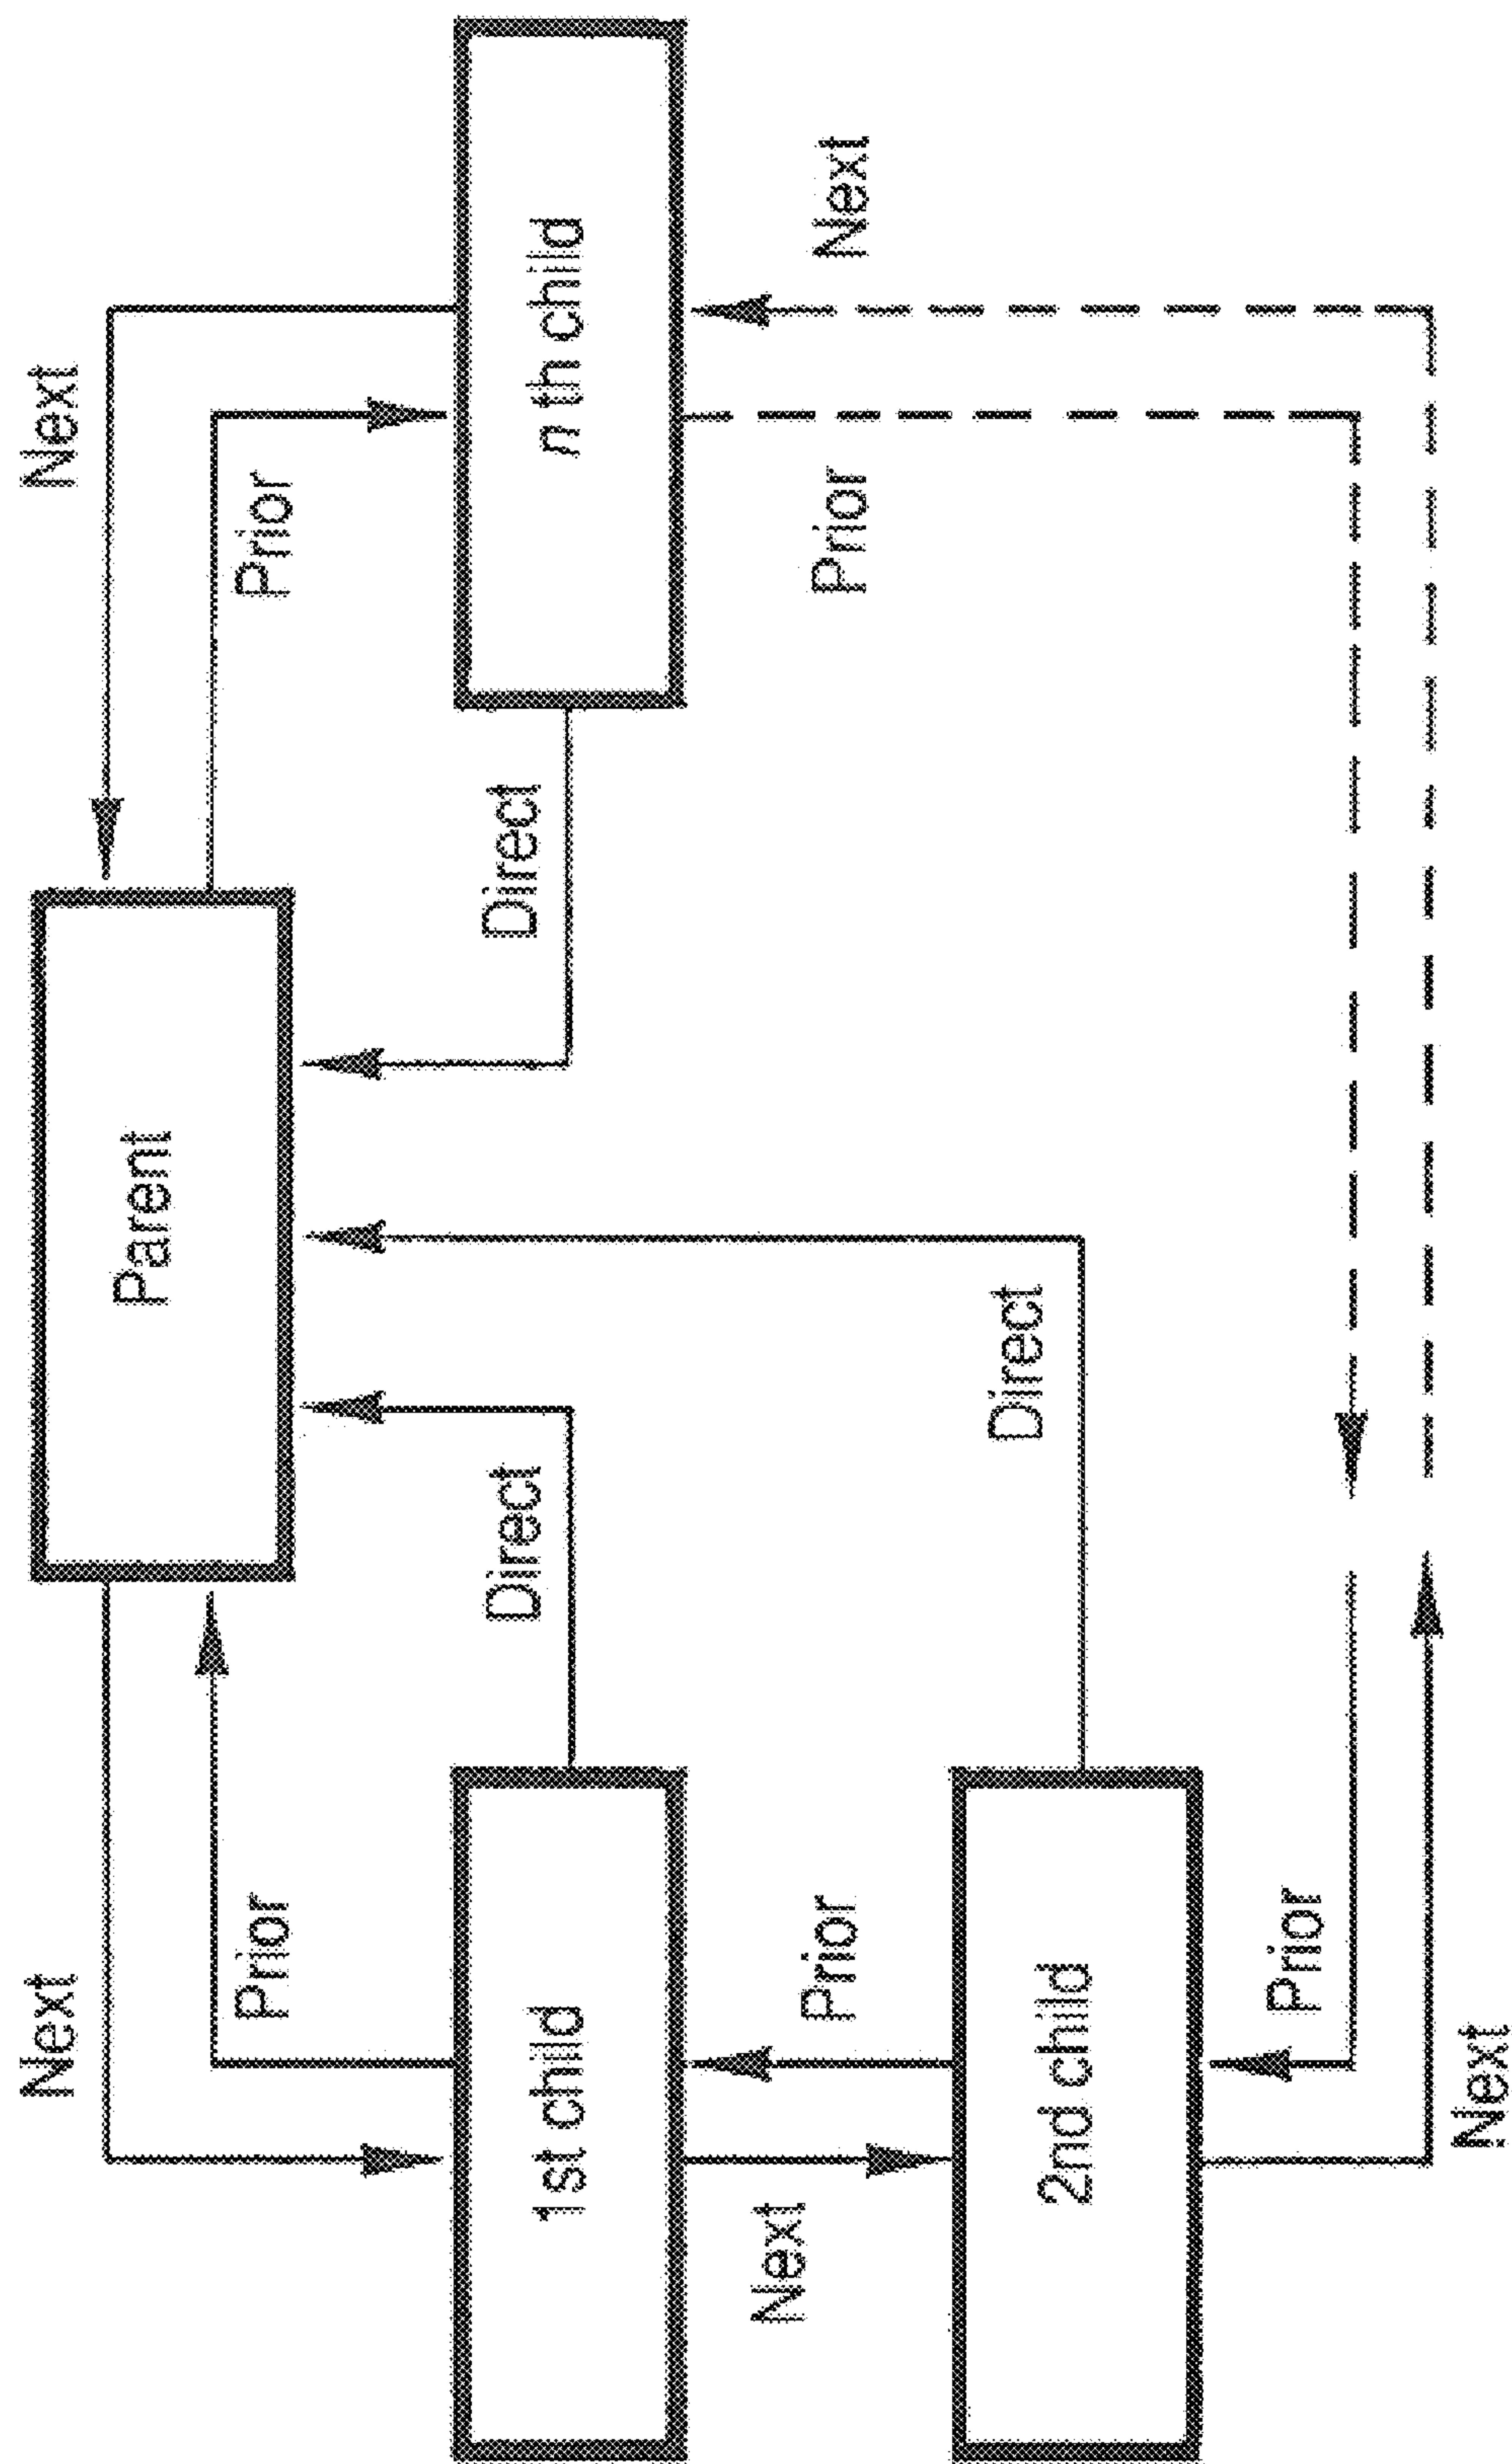 Next
Next
Parent
Prior
Prior
1st child
Direct
Direct
n th child
Next
Prior
Prior
Next
2nd child
Direct
Prior
Next